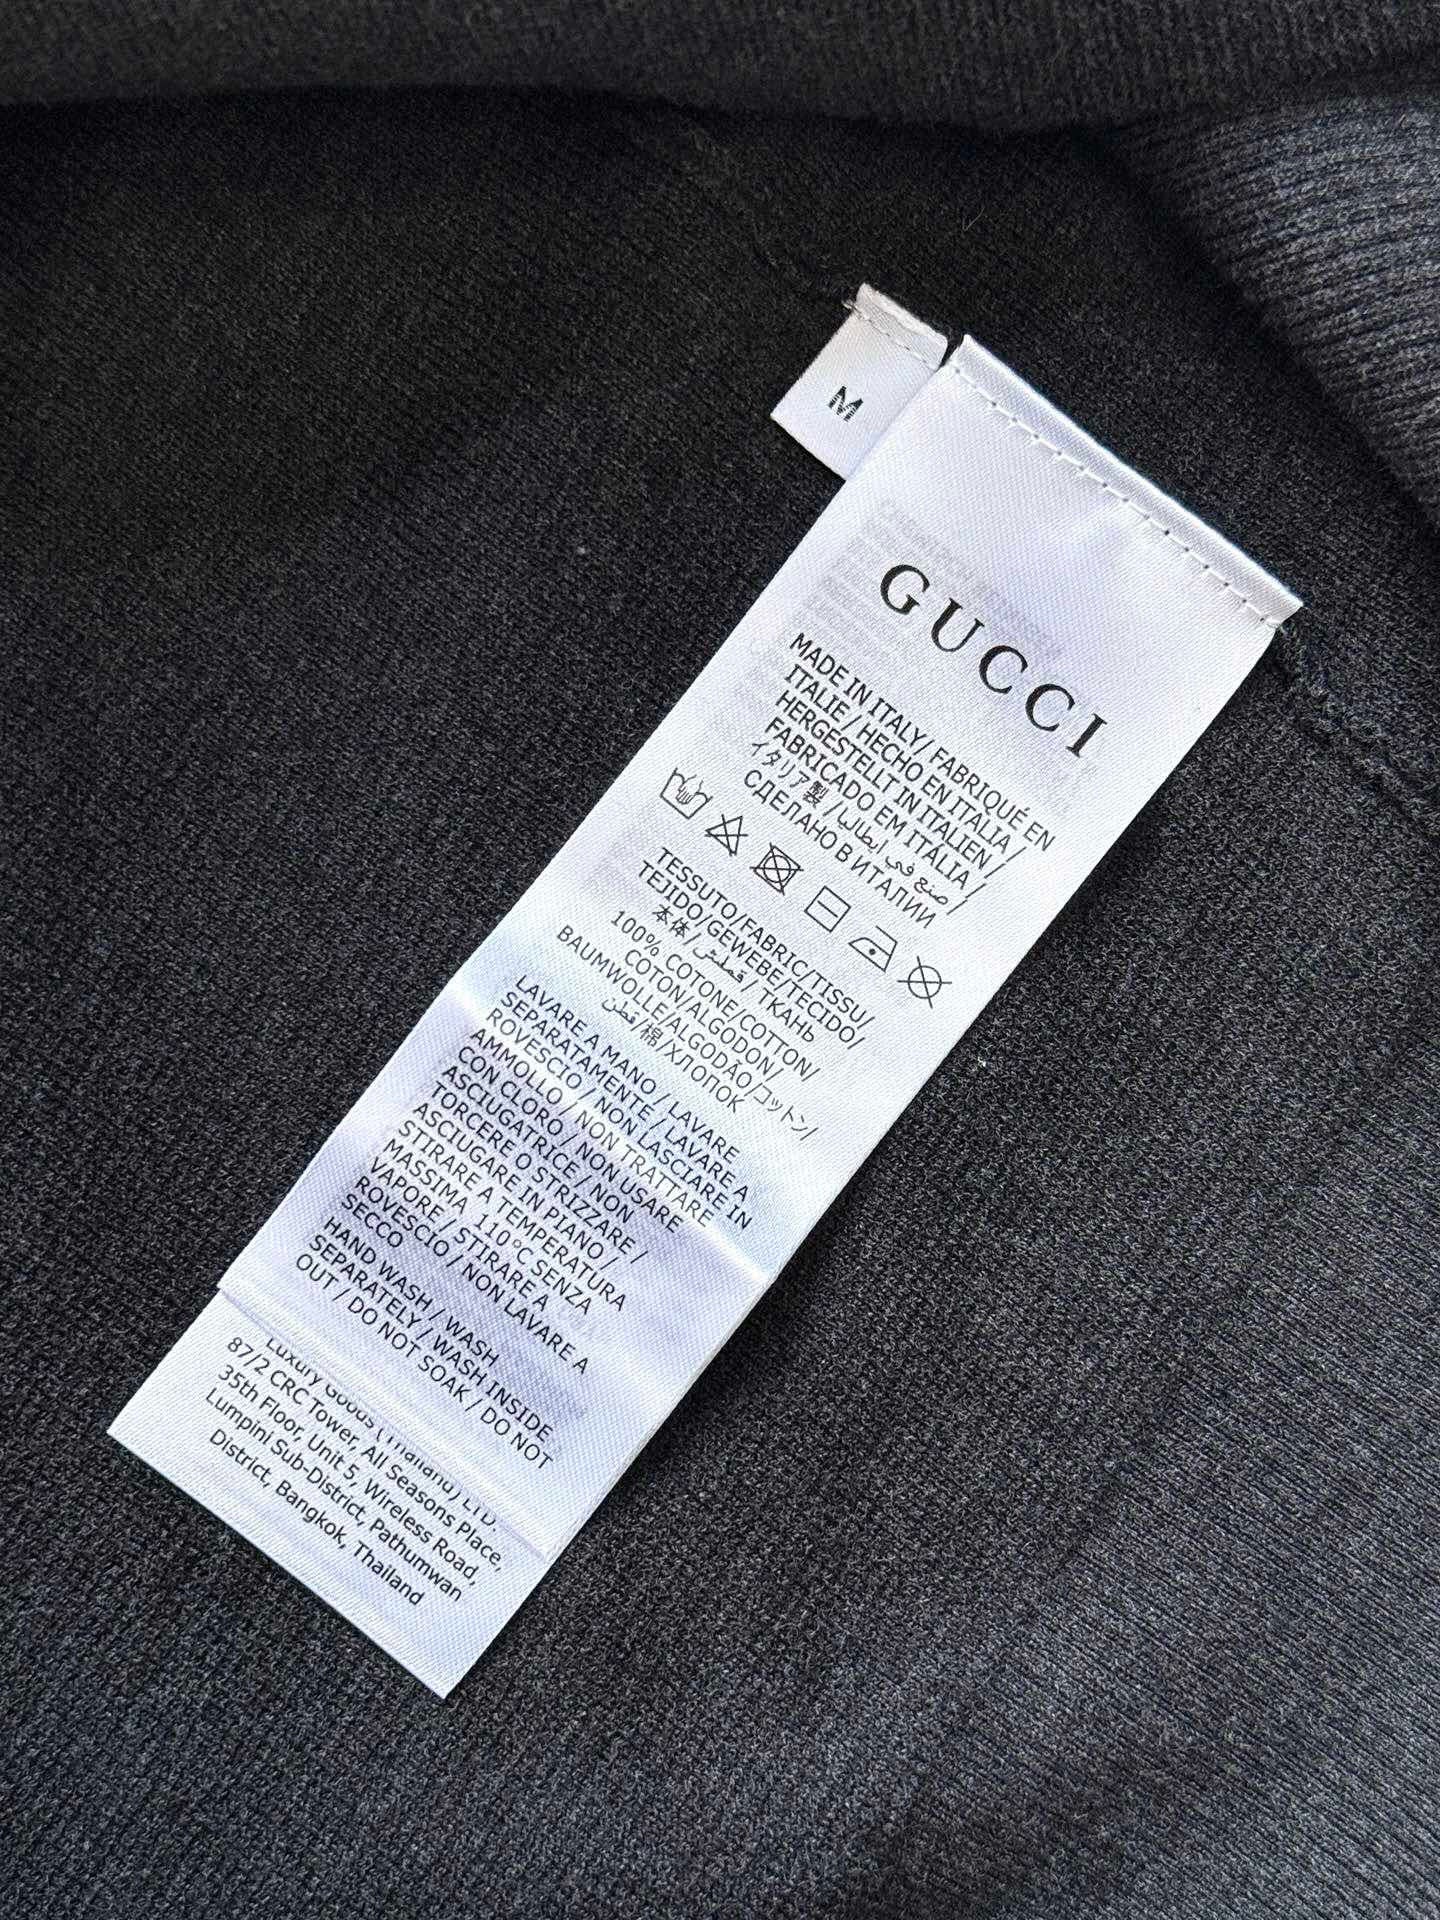 M
GUCCI
MADE IN ITALY/ FABRIQUÉ EN
ITALIE / HECHO EN ITALIA /
HERGESTELLT IN ITALIEN /
FABRICADO EM ITÁLIA /
イタリア製 / صنع في ايطاليا /
СДЕЛАНО В ИТАЛИИ
TESSUTO/FABRIC/TISSU/
TEJIDO/GEWEBE/TECIDO/
本体/قطش/ ТКАНЬ
100% COTONE/COTTON/
COTON/ALGODON/
BAUMWOLLE/ALGODÃO/コットン/
قطن/棉/ХЛОПОК
LAVARE A MANO / LAVARE
SEPARATAMENTE / LAVARE A
ROVESCIO / NON LASCIARE IN
AMMOLLO / NON TRATTARE
CON CLORO / NON USARE
ASCIUGATRICE / NON
TORCERE O STRIZZARE /
ASCIUGARE IN PIANO /
STIRARE A TEMPERATURA
MASSIMA 110°C SENZA
VAPORE / STIRARE A
ROVESCIO / NON LAVARE A
SECCO
HAND WASH / WASH
SEPARATELY / WASH INSIDE
OUT / DO NOT SOAK / DO NOT
Luxury Goods (Thailand) LTD.
87/2 CRC Tower, All Seasons Place,
35th Floor, Unit 5, Wireless Road,
Lumpini Sub-District, Pathumwan
District, Bangkok, Thailand